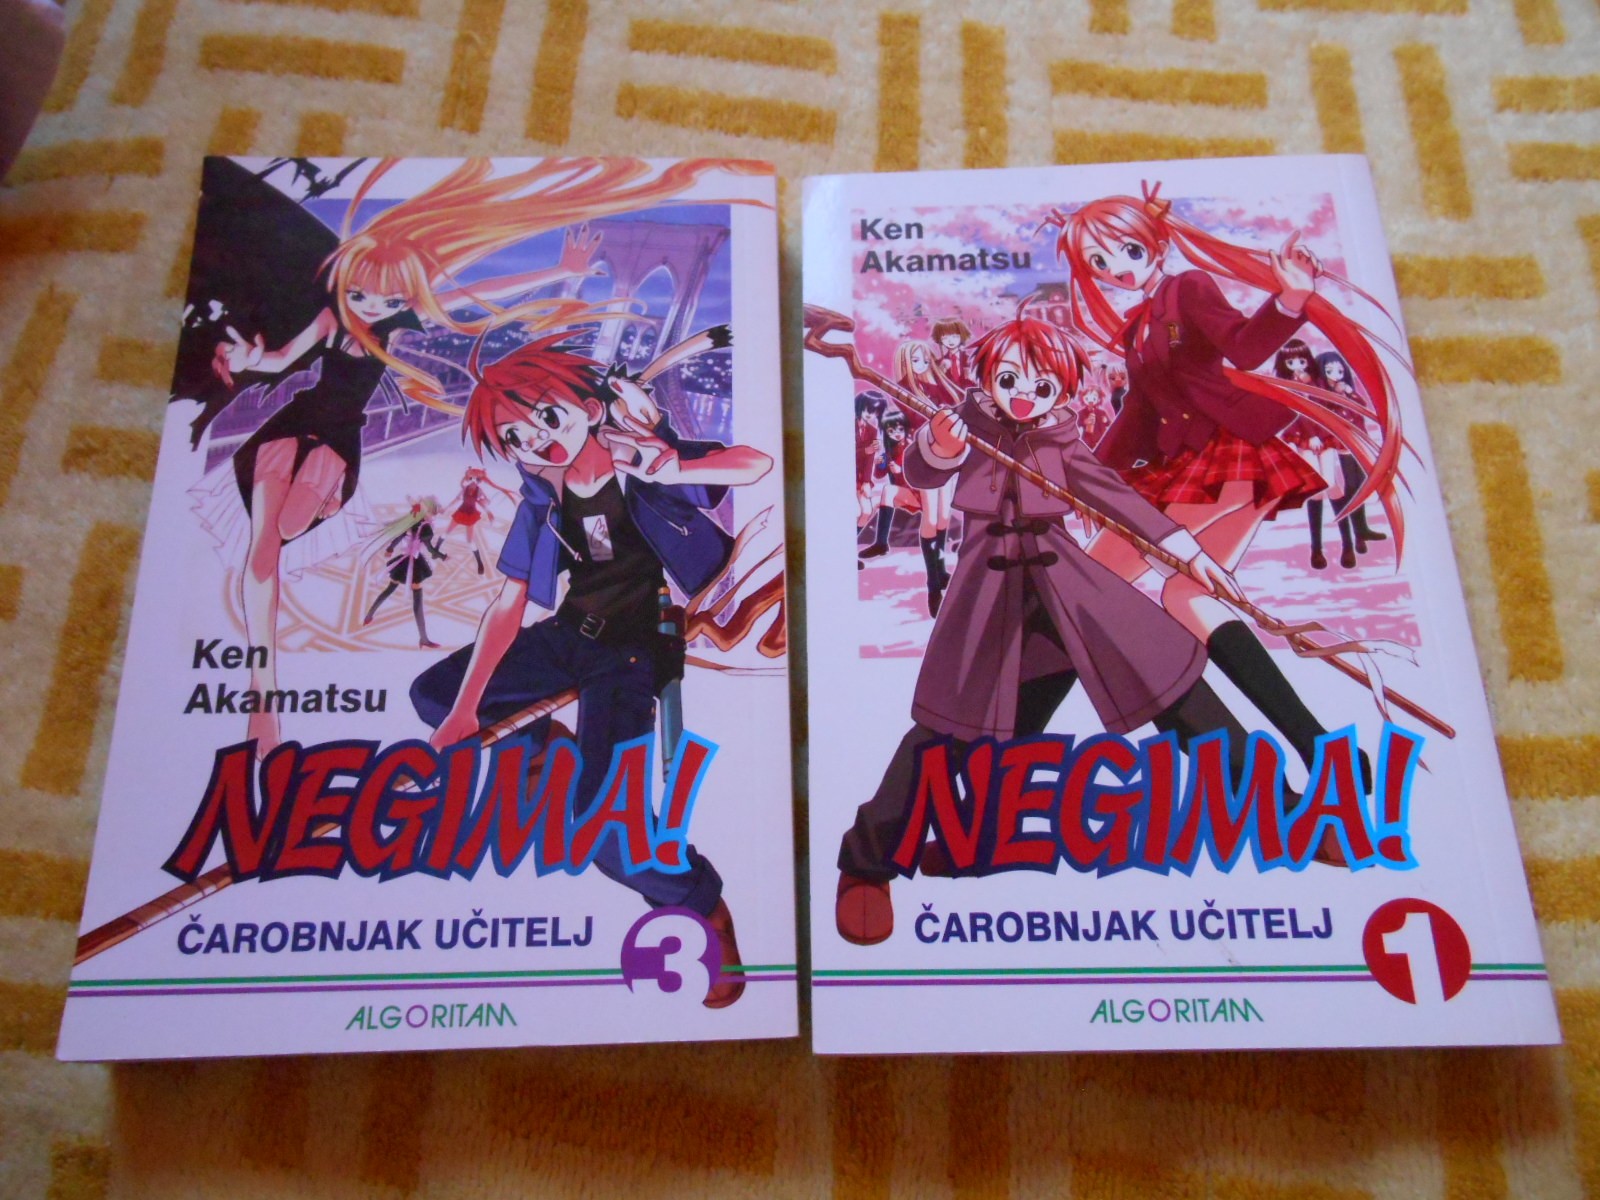 Ken
Akamatsu
NEGIMA!
ČAROBNJAK UČITELJ
3
ALGORITAM
Ken
Akamatsu
NEGIMA!
ČAROBNJAK UČITELJ
1
ALGORITAM